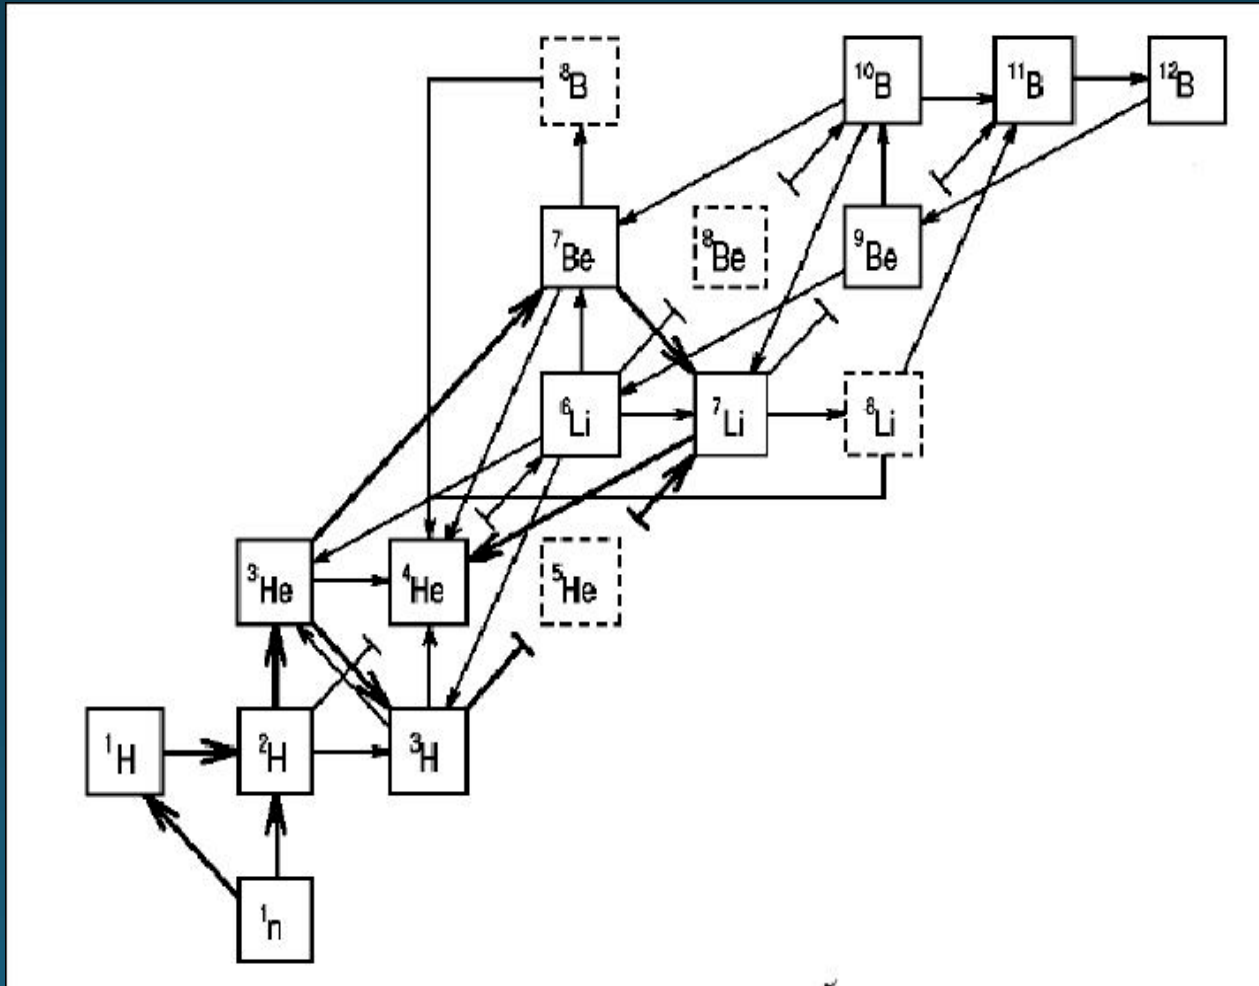 ⁸B ¹⁰B ¹¹B ¹²B
⁷Be ⁸Be ⁹Be
⁶Li ⁷Li ⁸Li
³He ⁴He ⁵He
¹H ²H ³H
¹n